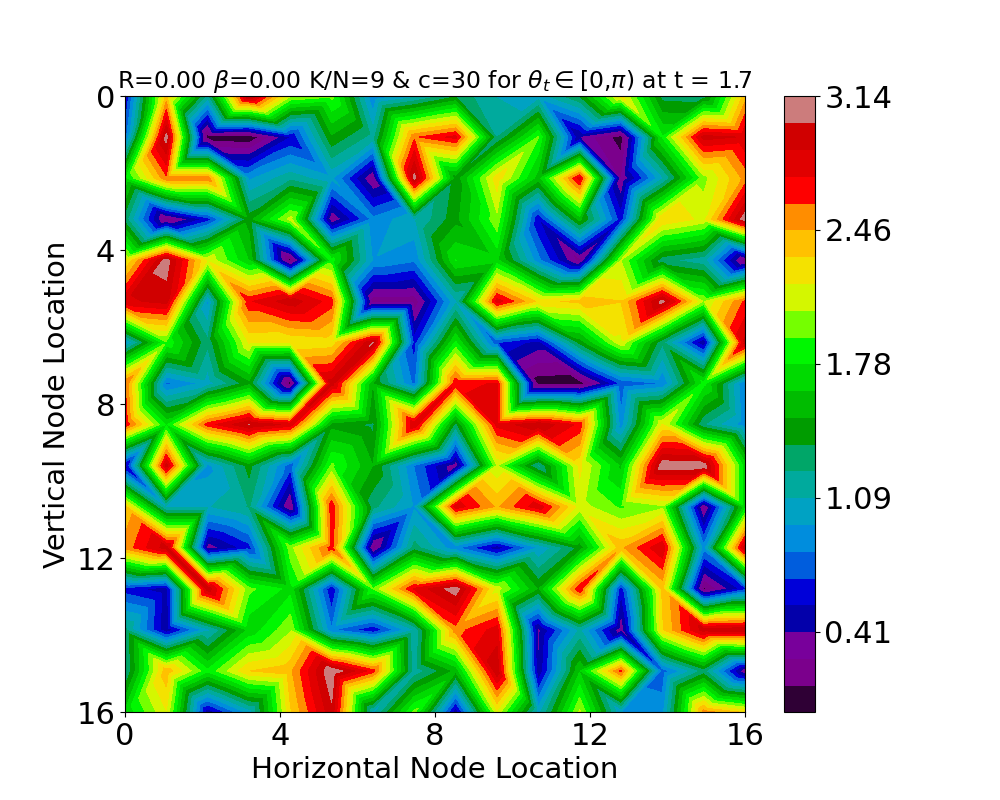 R=0.00 β=0.00 K/N=9 & c=30 for θₜ ∈ [0,π) at t = 1.7
0
4
8
12
16
Vertical Node Location
0 4 8 12 16
Horizontal Node Location
3.14
2.46
1.78
1.09
0.41